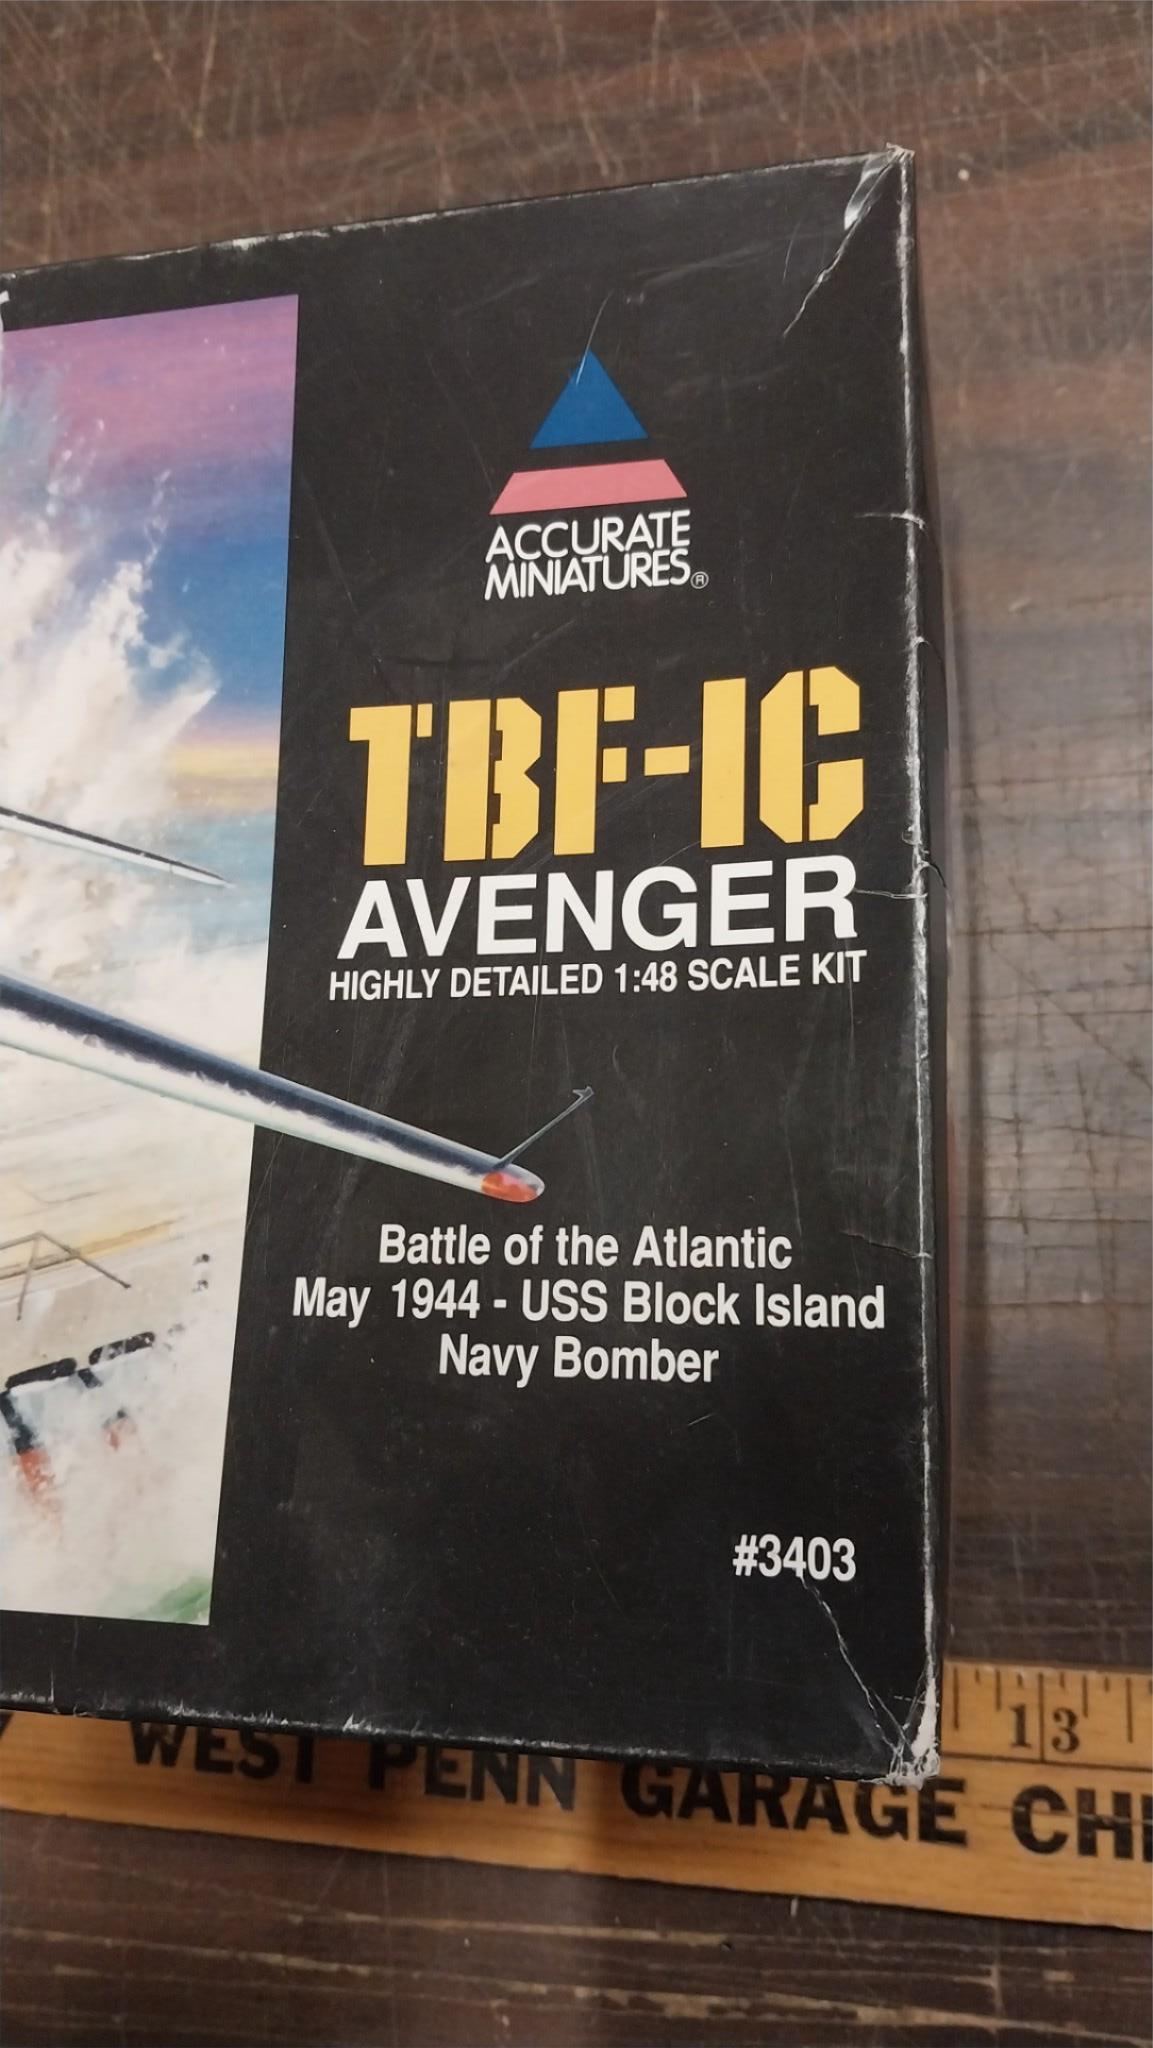 ACCURATE
MINIATURES®
TBF-1C
AVENGER
HIGHLY DETAILED 1:48 SCALE KIT
Battle of the Atlantic
May 1944 - USS Block Island
Navy Bomber
#3403
13
WEST PENN GARAGE